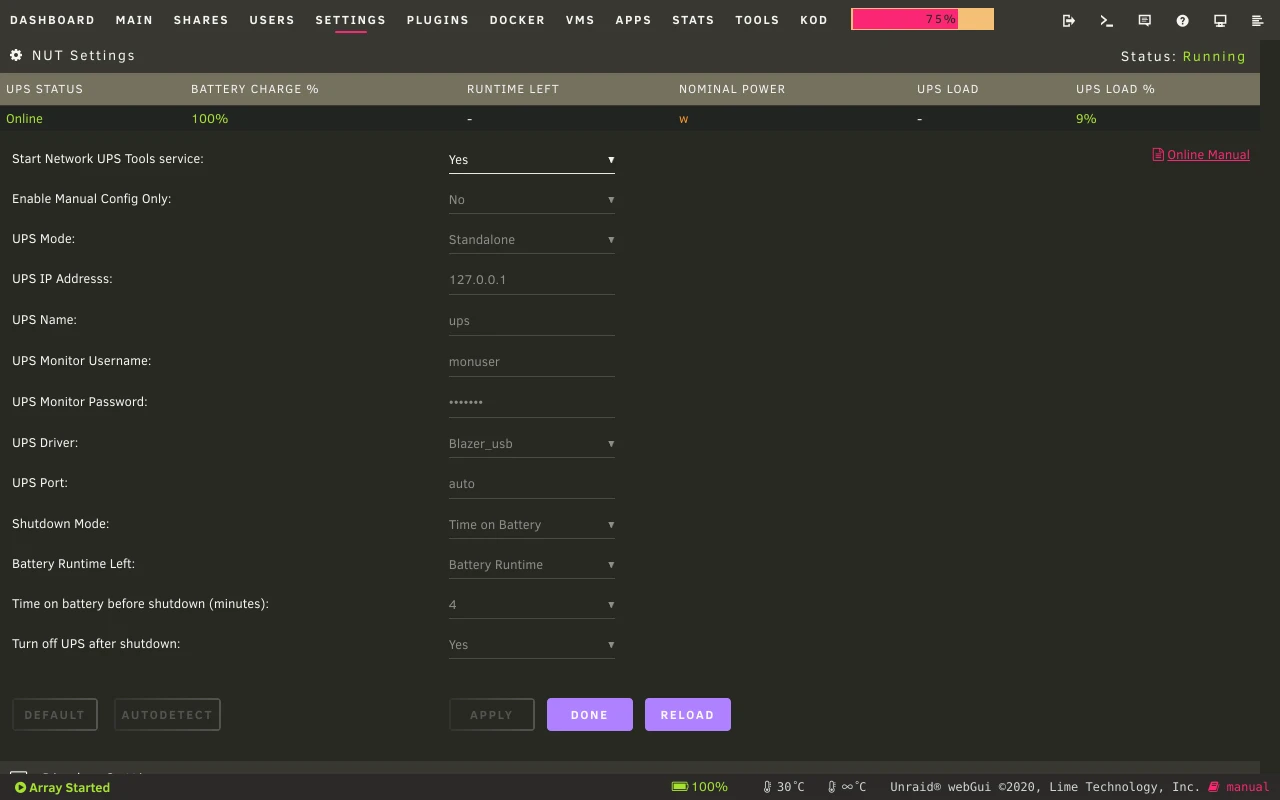 DASHBOARD MAIN SHARES USERS SETTINGS PLUGINS DOCKER VMS APPS STATS TOOLS KOD 75%
NUT Settings Status: Running
UPS STATUS BATTERY CHARGE % RUNTIME LEFT NOMINAL POWER UPS LOAD UPS LOAD %
Online 100% - w - 9%
Start Network UPS Tools service: Yes Online Manual
Enable Manual Config Only: No
UPS Mode: Standalone
UPS IP Addresss: 127.0.0.1
UPS Name: ups
UPS Monitor Username: monuser
UPS Monitor Password: •••••••
UPS Driver: Blazer_usb
UPS Port: auto
Shutdown Mode: Time on Battery
Battery Runtime Left: Battery Runtime
Time on battery before shutdown (minutes): 4
Turn off UPS after shutdown: Yes
DEFAULT AUTODETECT APPLY DONE RELOAD
Array Started 100% 30°C ∞°C Unraid® webGui ©2020, Lime Technology, Inc. manual